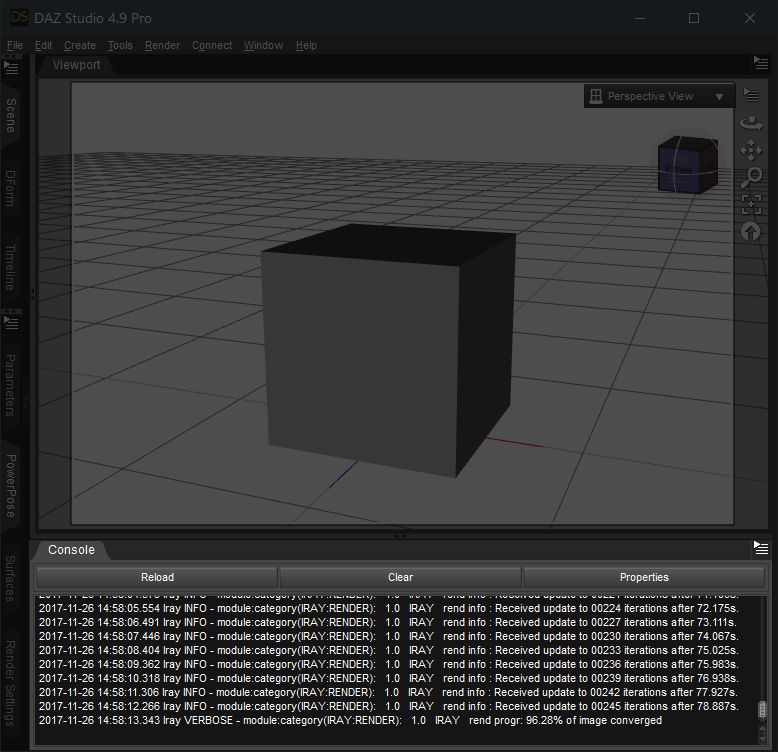 DS DAZ Studio 4.9 Pro
File Edit Create Tools Render Connect Window Help
Viewport
Perspective View
Front
Scene
DForm
Timeline
Parameters
PowerPose
Surfaces
Render Settings
Console
Reload Clear Properties
2017-11-26 14:58:05.554 Iray INFO - module:category(IRAY:RENDER): 1.0 IRAY rend info : Received update to 00224 iterations after 72.175s.
2017-11-26 14:58:06.491 Iray INFO - module:category(IRAY:RENDER): 1.0 IRAY rend info : Received update to 00227 iterations after 73.111s.
2017-11-26 14:58:07.446 Iray INFO - module:category(IRAY:RENDER): 1.0 IRAY rend info : Received update to 00230 iterations after 74.067s.
2017-11-26 14:58:08.404 Iray INFO - module:category(IRAY:RENDER): 1.0 IRAY rend info : Received update to 00233 iterations after 75.025s.
2017-11-26 14:58:09.362 Iray INFO - module:category(IRAY:RENDER): 1.0 IRAY rend info : Received update to 00236 iterations after 75.983s.
2017-11-26 14:58:10.318 Iray INFO - module:category(IRAY:RENDER): 1.0 IRAY rend info : Received update to 00239 iterations after 76.938s.
2017-11-26 14:58:11.306 Iray INFO - module:category(IRAY:RENDER): 1.0 IRAY rend info : Received update to 00242 iterations after 77.927s.
2017-11-26 14:58:12.266 Iray INFO - module:category(IRAY:RENDER): 1.0 IRAY rend info : Received update to 00245 iterations after 78.887s.
2017-11-26 14:58:13.343 Iray VERBOSE - module:category(IRAY:RENDER): 1.0 IRAY rend progr: 96.28% of image converged